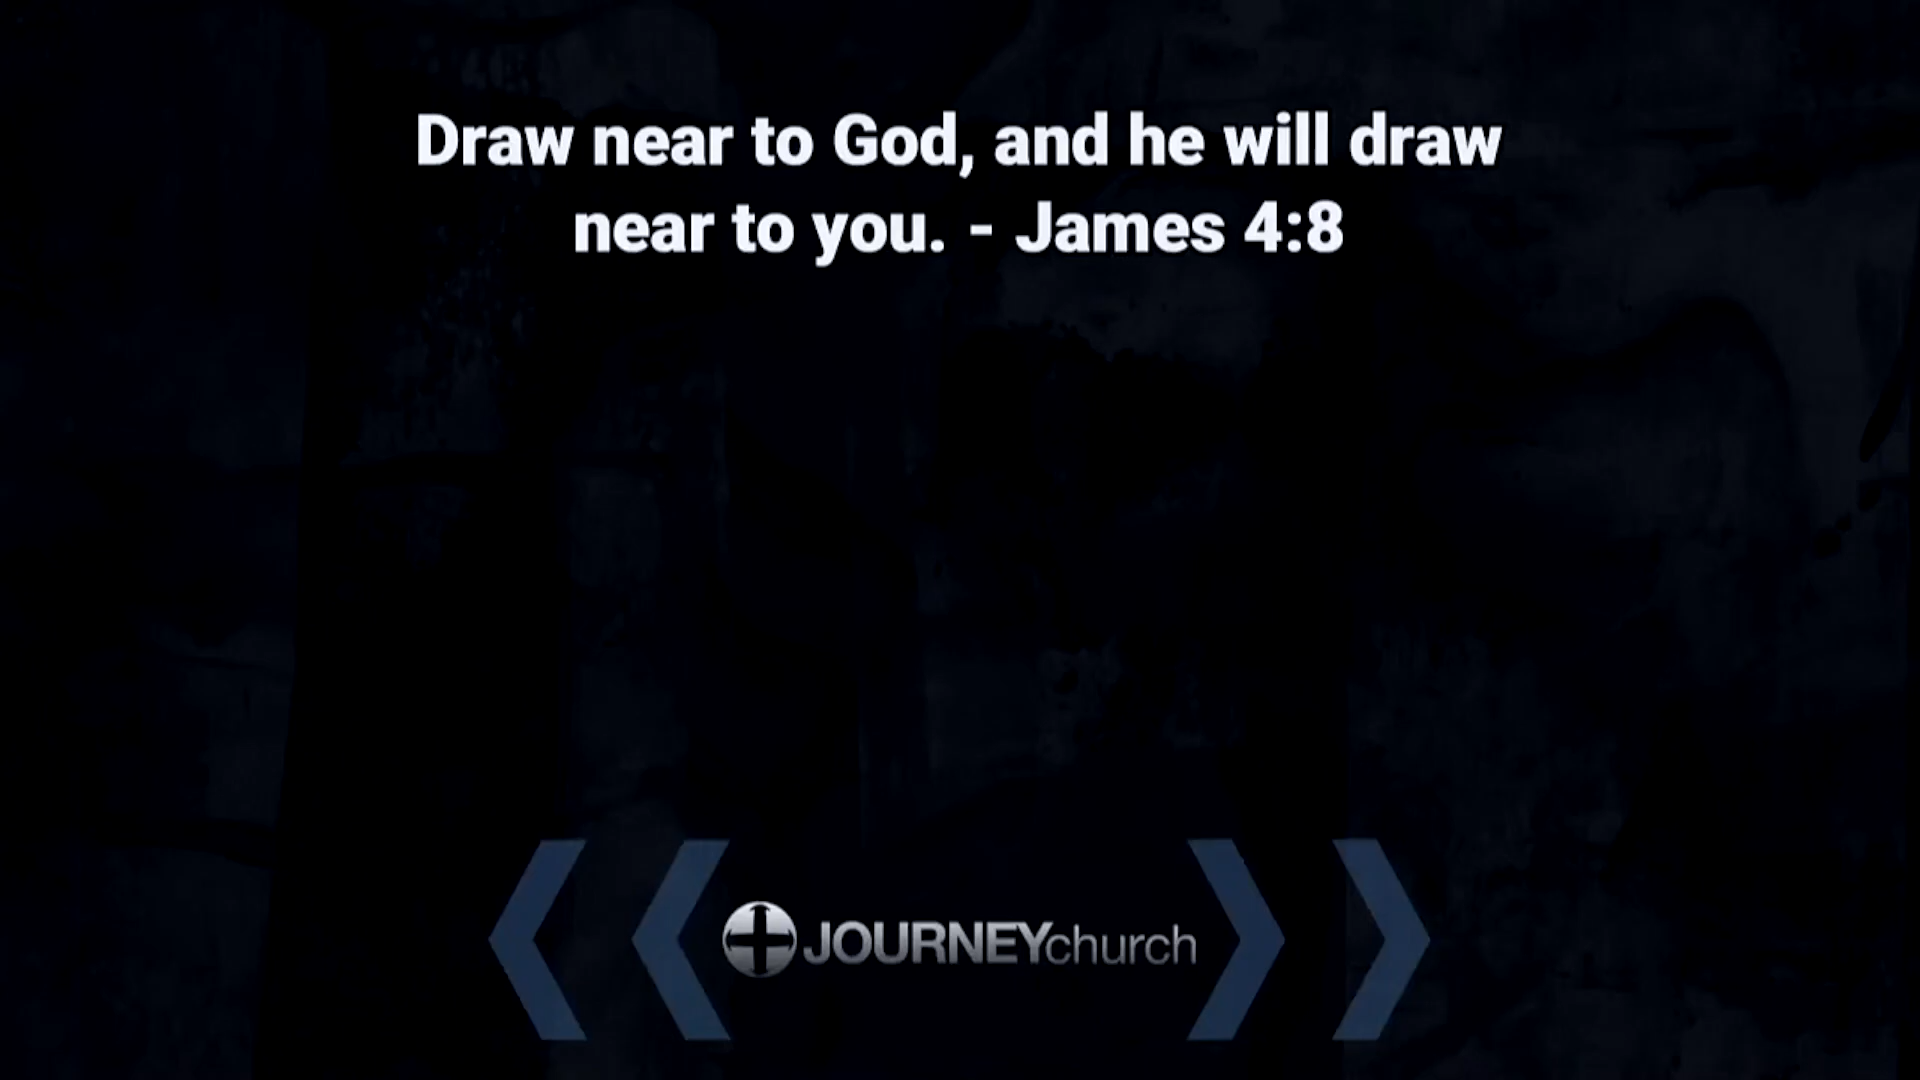 Draw near to God, and he will draw
near to you. - James 4:8
JOURNEYchurch